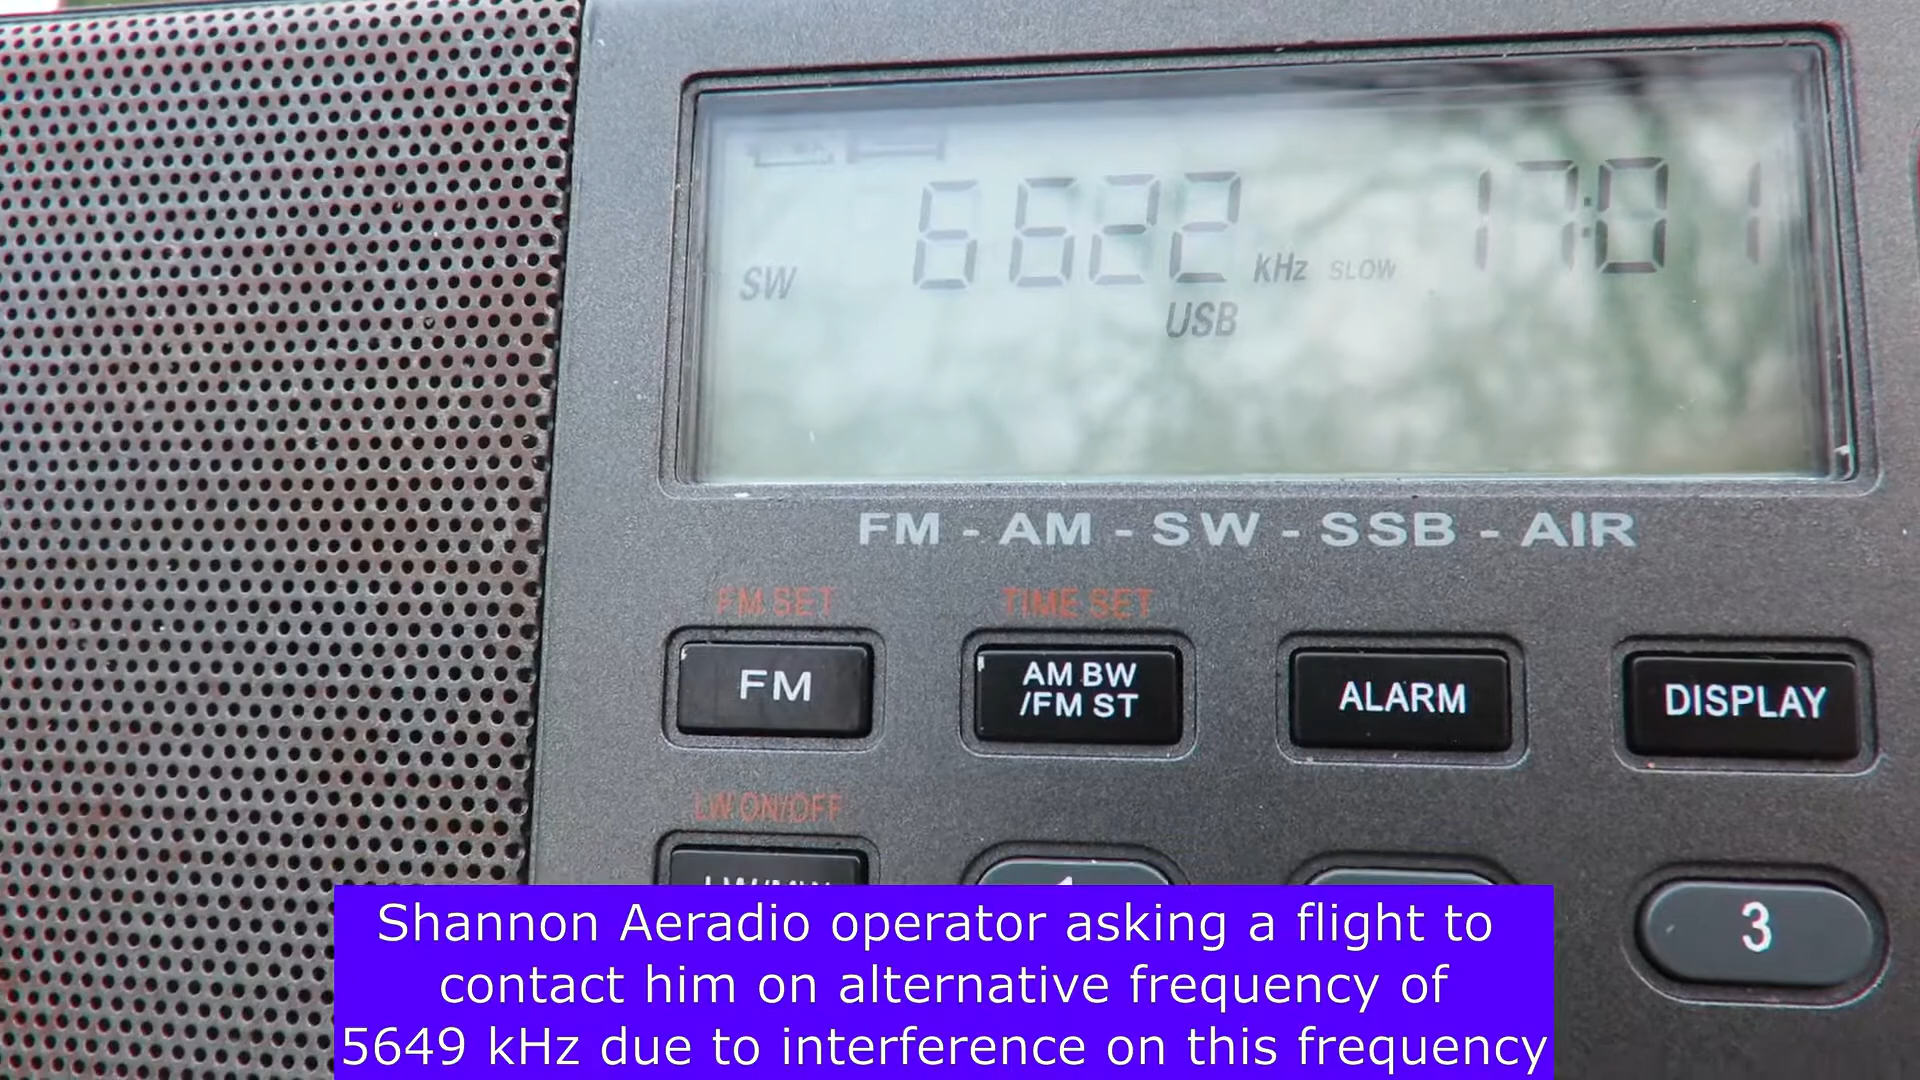 6622 17:01
SW kHz SLOW
USB
FM - AM - SW - SSB - AIR
FM SET TIME SET
FM AM BW /FM ST ALARM DISPLAY
LW ON/OFF
3
Shannon Aeradio operator asking a flight to
contact him on alternative frequency of
5649 kHz due to interference on this frequency